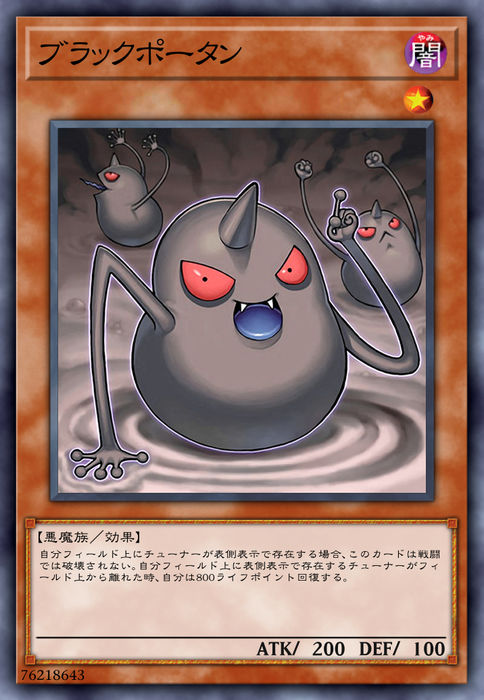 ブラックポータン
やみ
闇
【悪魔族／効果】
自分フィールド上にチューナーが表側表示で存在する場合、このカードは戦闘
では破壊されない。自分フィールド上に表側表示で存在するチューナーがフィ
ールド上から離れた時、自分は800ライフポイント回復する。
ATK/ 200 DEF/ 100
76218643